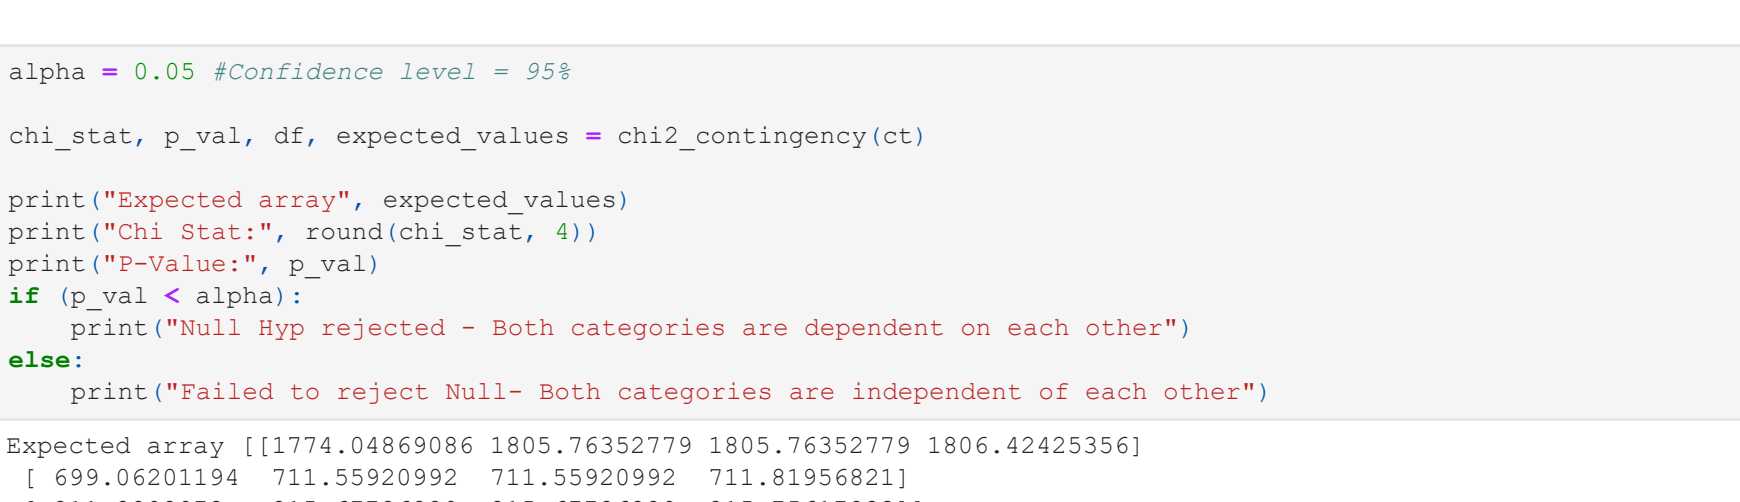 alpha = 0.05 #Confidence level = 95%
chi_stat, p_val, df, expected_values = chi2_contingency(ct)
print("Expected array", expected_values)
print("Chi Stat:", round(chi_stat, 4))
print("P-Value:", p_val)
if (p_val < alpha):
    print("Null Hyp rejected - Both categories are dependent on each other")
else:
    print("Failed to reject Null- Both categories are independent of each other")
Expected array [[1774.04869086 1805.76352779 1805.76352779 1806.42425356]
 [ 699.06201194  711.55920992  711.55920992  711.81956821]